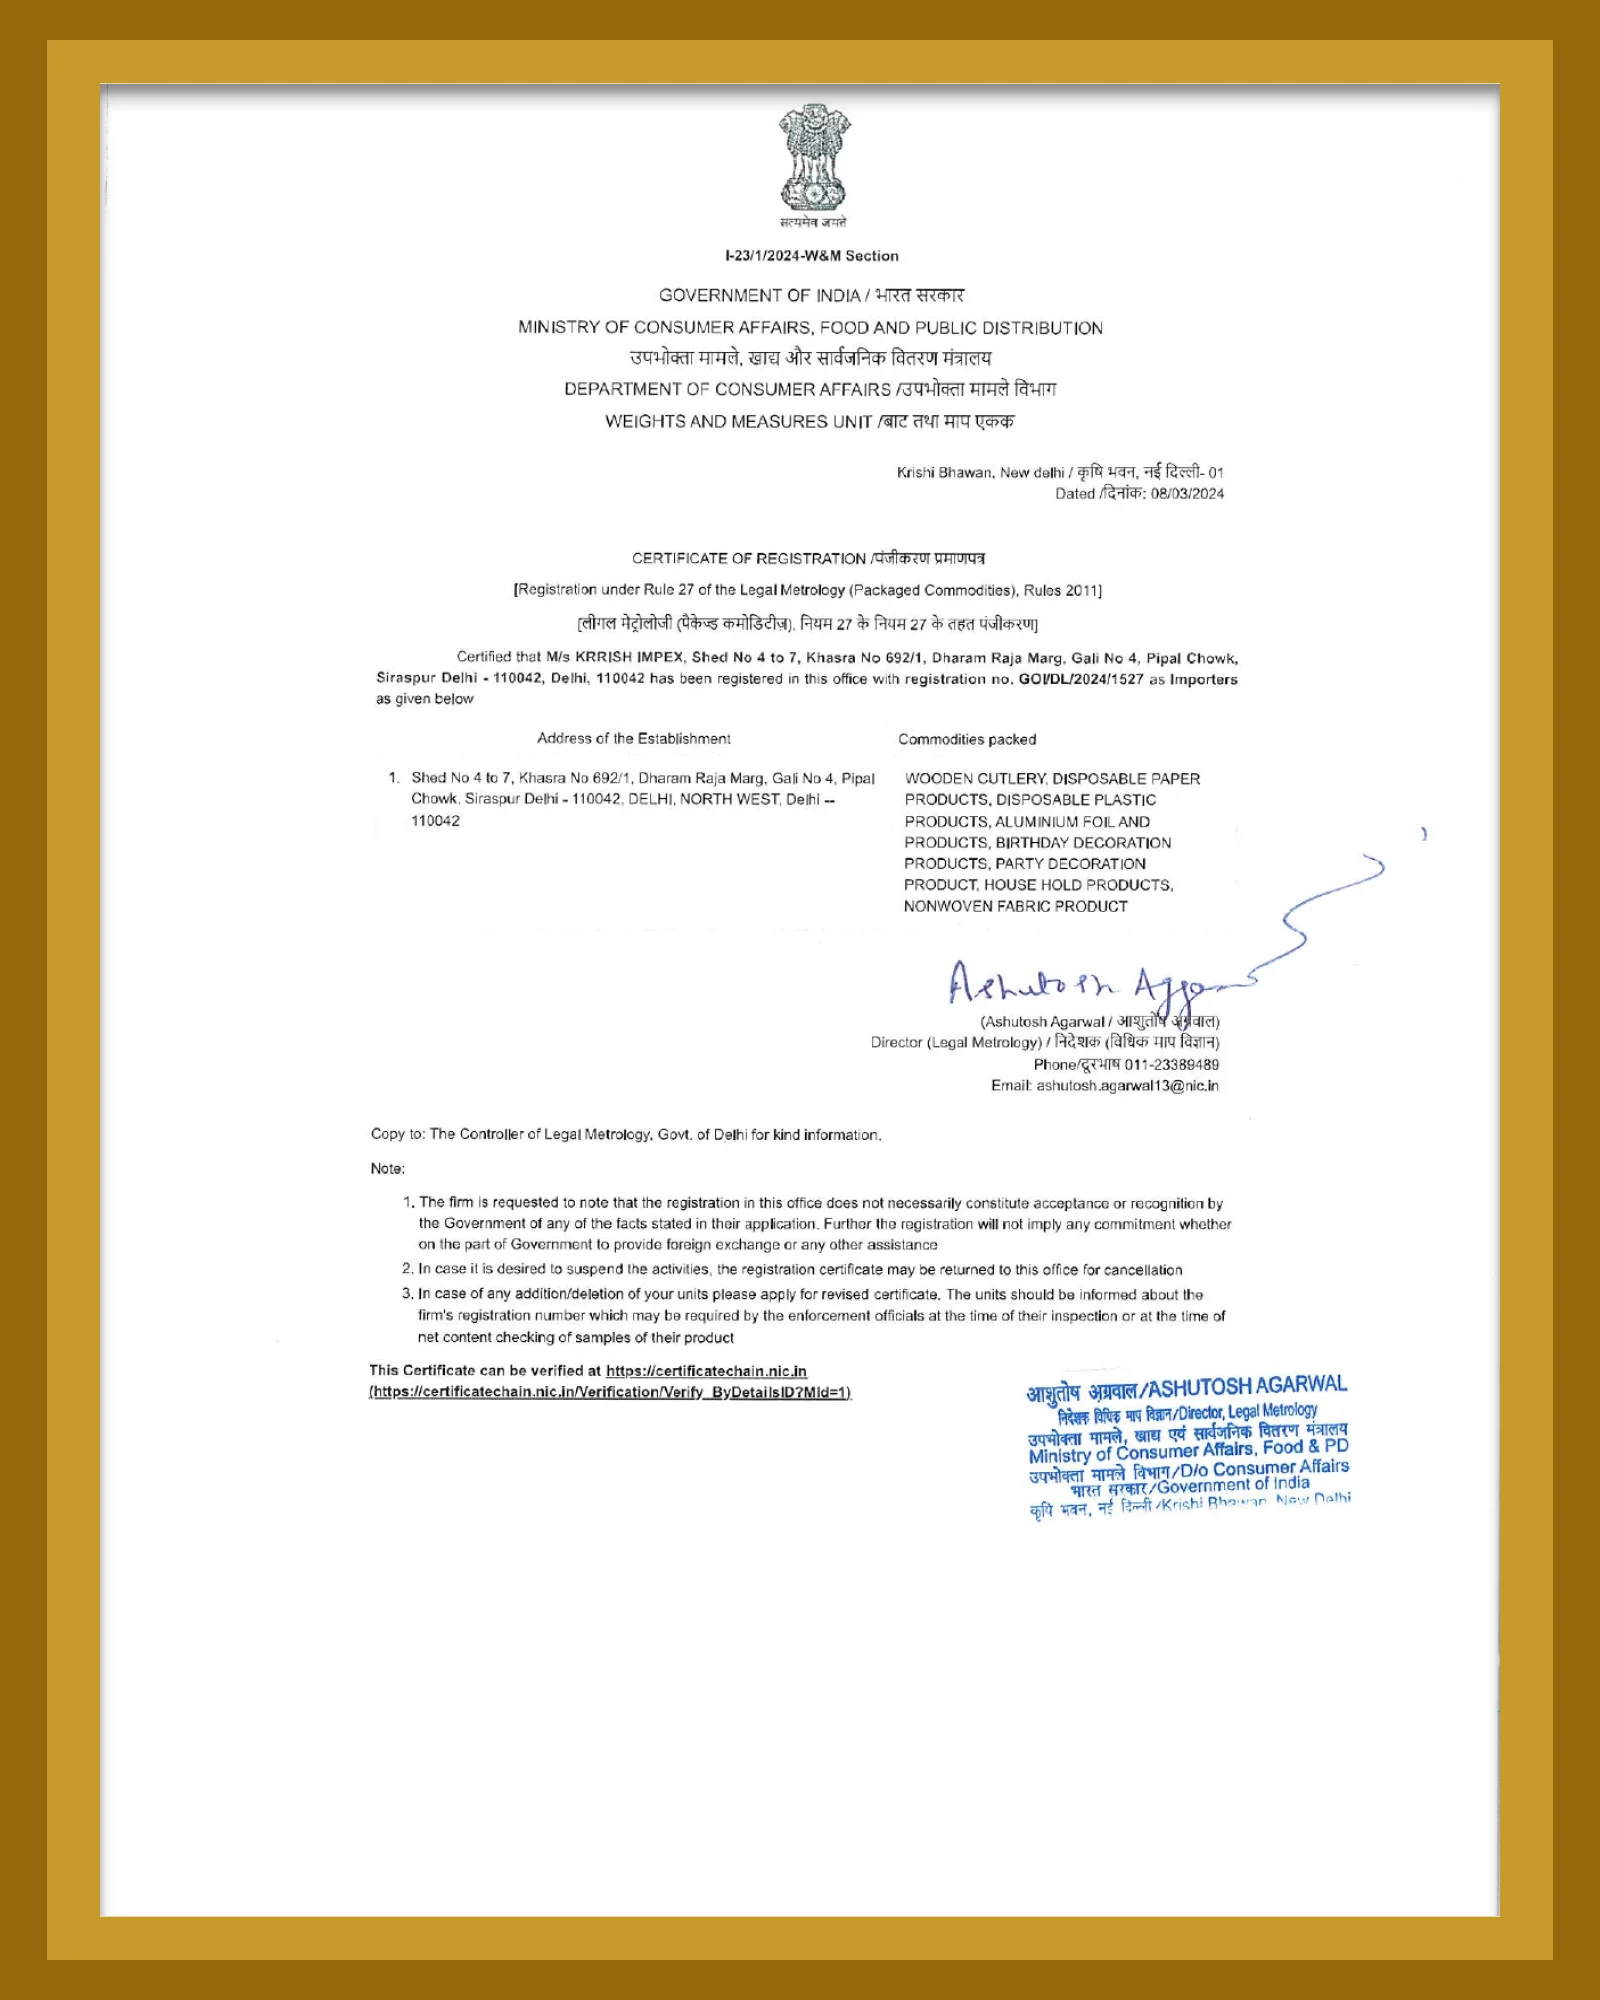 सत्यमेव जयते
I-23/1/2024-W&M Section
GOVERNMENT OF INDIA / भारत सरकार
MINISTRY OF CONSUMER AFFAIRS, FOOD AND PUBLIC DISTRIBUTION
उपभोक्ता मामले, खाद्य और सार्वजनिक वितरण मंत्रालय
DEPARTMENT OF CONSUMER AFFAIRS /उपभोक्ता मामले विभाग
WEIGHTS AND MEASURES UNIT /बाट तथा माप एकक
Krishi Bhawan, New delhi / कृषि भवन, नई दिल्ली- 01
Dated /दिनांक: 08/03/2024
CERTIFICATE OF REGISTRATION /पंजीकरण प्रमाणपत्र
[Registration under Rule 27 of the Legal Metrology (Packaged Commodities), Rules 2011]
[लीगल मेट्रोलोजी (पैकेज्ड कमोडिटीज़), नियम 27 के नियम 27 के तहत पंजीकरण]
Certified that M/s KRRISH IMPEX, Shed No 4 to 7, Khasra No 692/1, Dharam Raja Marg, Gali No 4, Pipal Chowk,
Siraspur Delhi - 110042, Delhi, 110042 has been registered in this office with registration no. GOI/DL/2024/1527 as Importers
as given below
Address of the Establishment
Commodities packed
1. Shed No 4 to 7, Khasra No 692/1, Dharam Raja Marg, Gali No 4, Pipal
Chowk, Siraspur Delhi - 110042, DELHI, NORTH WEST, Delhi --
110042
WOODEN CUTLERY, DISPOSABLE PAPER
PRODUCTS, DISPOSABLE PLASTIC
PRODUCTS, ALUMINIUM FOIL AND
PRODUCTS, BIRTHDAY DECORATION
PRODUCTS, PARTY DECORATION
PRODUCT, HOUSE HOLD PRODUCTS,
NONWOVEN FABRIC PRODUCT
Ashutosh
(Ashutosh Agarwal / आशुतोष अग्रवाल)
Director (Legal Metrology) / निदेशक (विधिक माप विज्ञान)
Phone/दूरभाष 011-23389489
Email: ashutosh.agarwal13@nic.in
Copy to: The Controller of Legal Metrology, Govt. of Delhi for kind information.
Note:
1. The firm is requested to note that the registration in this office does not necessarily constitute acceptance or recognition by
the Government of any of the facts stated in their application. Further the registration will not imply any commitment whether
on the part of Government to provide foreign exchange or any other assistance
2. In case it is desired to suspend the activities, the registration certificate may be returned to this office for cancellation
3. In case of any addition/deletion of your units please apply for revised certificate. The units should be informed about the
firm's registration number which may be required by the enforcement officials at the time of their inspection or at the time of
net content checking of samples of their product
This Certificate can be verified at https://certificatechain.nic.in
(https://certificatechain.nic.in/Verification/Verify_ByDetailsID?MId=1)
आशुतोष अग्रवाल/ASHUTOSH AGARWAL
निदेशक विधिक माप विज्ञान/Director, Legal Metrology
उपभोक्ता मामले, खाद्य एवं सार्वजनिक वितरण मंत्रालय
Ministry of Consumer Affairs, Food & PD
उपभोक्ता मामले विभाग/D/o Consumer Affairs
भारत सरकार/Government of India
कृषि भवन, नई दिल्ली/Krishi Bhawan, New Delhi